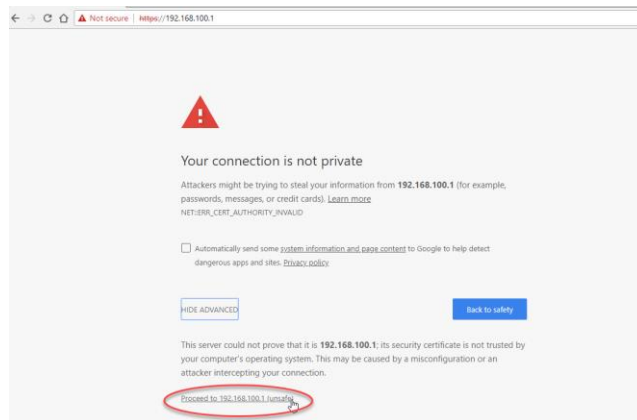 Not secure | https://192.168.100.1
Your connection is not private
Attackers might be trying to steal your information from 192.168.100.1 (for example,
passwords, messages, or credit cards). Learn more
NET::ERR_CERT_AUTHORITY_INVALID
Automatically send some system information and page content to Google to help detect
dangerous apps and sites. Privacy policy
HIDE ADVANCED
Back to safety
This server could not prove that it is 192.168.100.1; its security certificate is not trusted by
your computer's operating system. This may be caused by a misconfiguration or an
attacker intercepting your connection.
Proceed to 192.168.100.1 (unsafe)